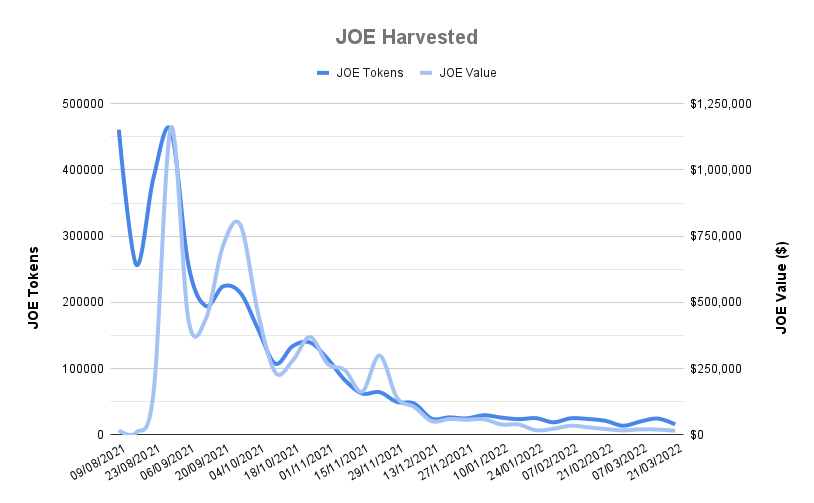 JOE Harvested
JOE Tokens JOE Value
500000 $1,250,000
400000 $1,000,000
300000 $750,000
200000 $500,000
100000 $250,000
0 $0
JOE Tokens
JOE Value ($)
09/08/2021 23/08/2021 06/09/2021 20/09/2021 04/10/2021 18/10/2021 01/11/2021 15/11/2021 29/11/2021 13/12/2021 27/12/2021 10/01/2022 24/01/2022 07/02/2022 21/02/2022 07/03/2022 21/03/2022